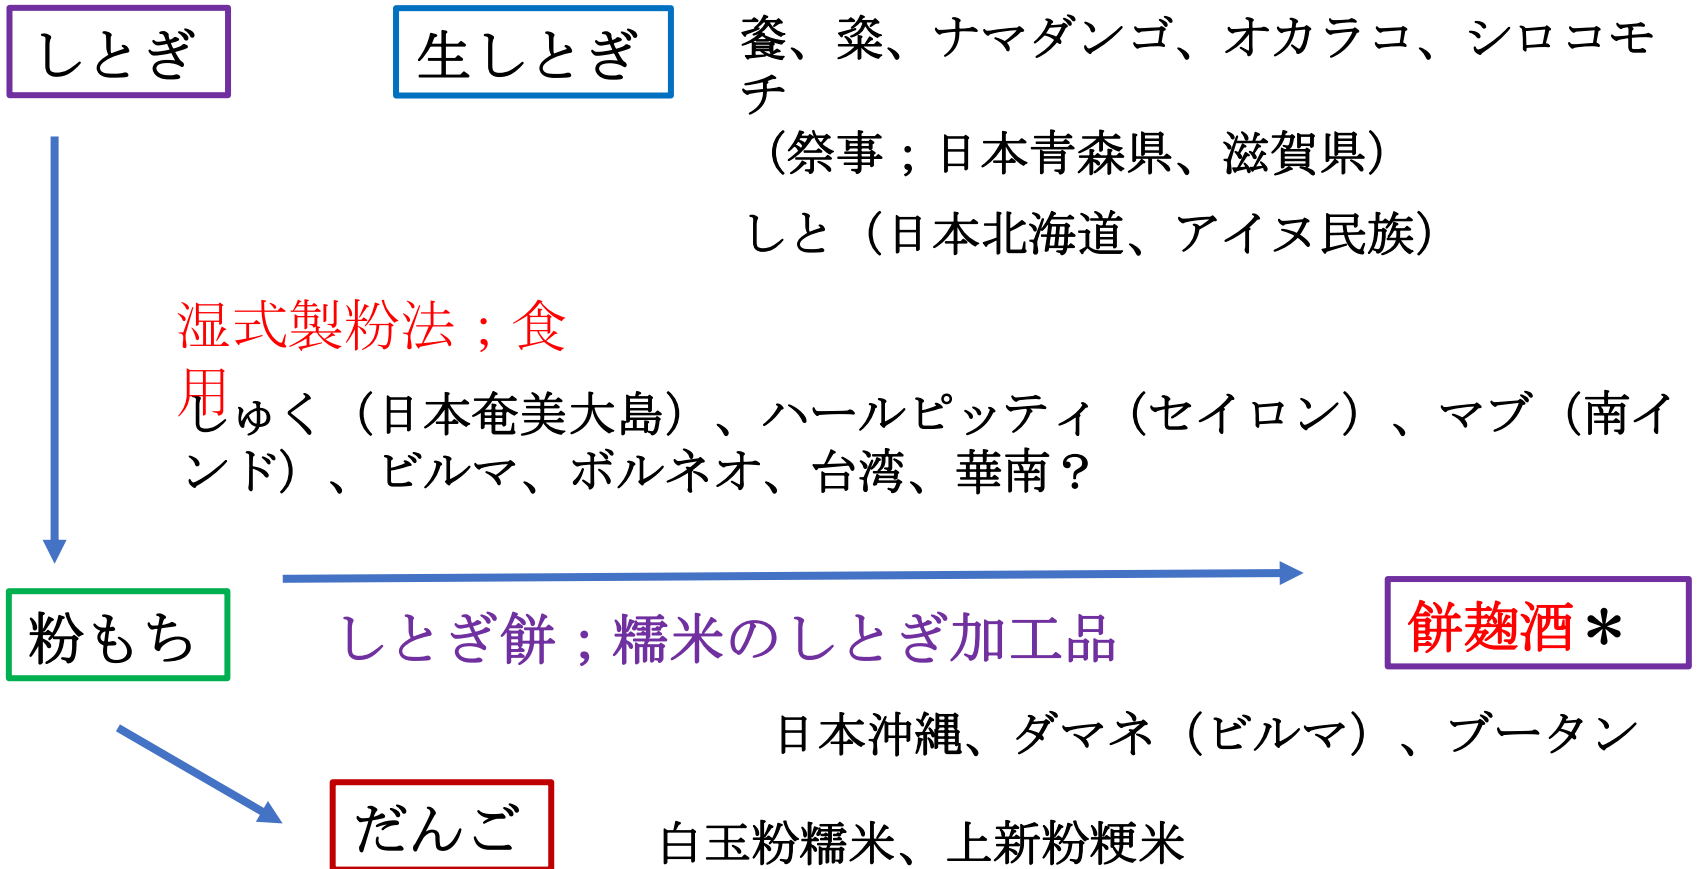 しとぎ
生しとぎ
餈、粢、ナマダンゴ、オカラコ、シロコモ
チ
（祭事；日本青森県、滋賀県）
しと（日本北海道、アイヌ民族）
湿式製粉法；食
用
しゅく（日本奄美大島）、ハールピッティ（セイロン）、マブ（南イ
ンド）、ビルマ、ボルネオ、台湾、華南？
粉もち
しとぎ餅；糯米のしとぎ加工品
餅麹酒＊
日本沖縄、ダマネ（ビルマ）、ブータン
だんご
白玉粉糯米、上新粉粳米